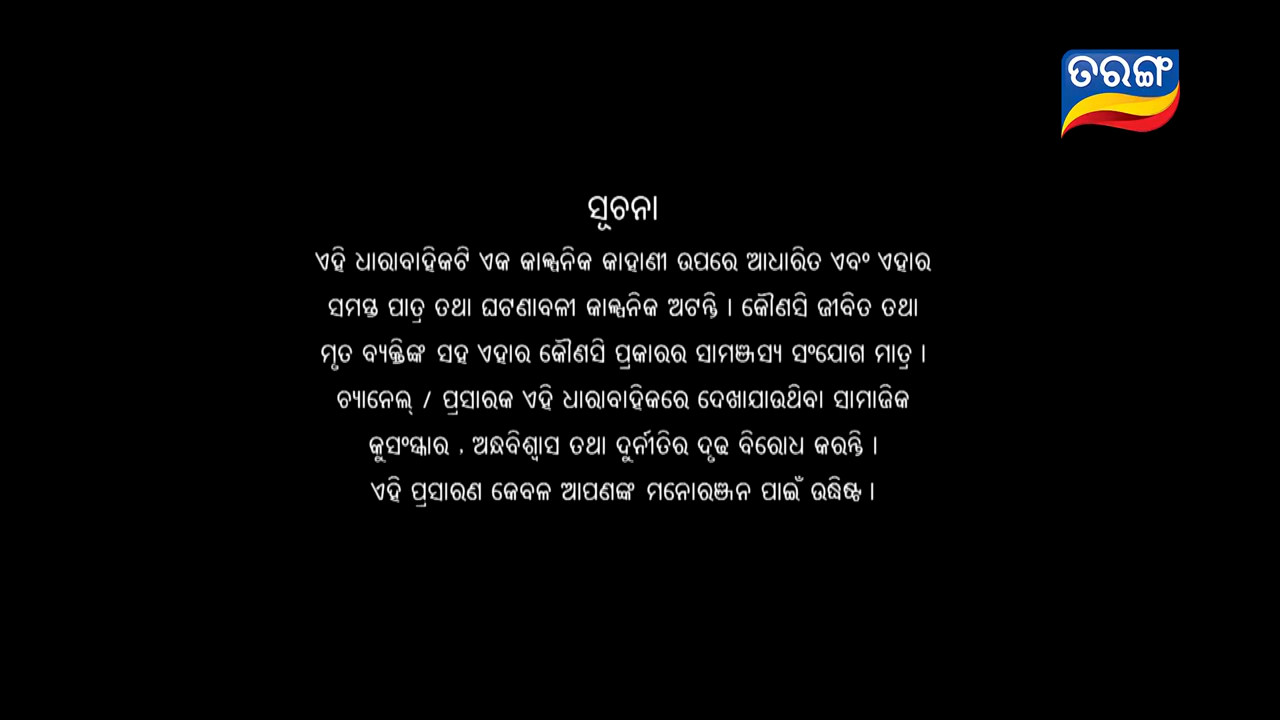 ତରଙ୍ଗ
ସୂଚନା
ଏହି ଧାରାବାହିକଟି ଏକ କାଳ୍ପନିକ କାହାଣୀ ଉପରେ ଆଧାରିତ ଏବଂ ଏହାର
ସମସ୍ତ ପାତ୍ର ତଥା ଘଟଣାବଳୀ କାଳ୍ପନିକ ଅଟନ୍ତି । କୌଣସି ଜୀବିତ ତଥା
ମୃତ ବ୍ୟକ୍ତିଙ୍କ ସହ ଏହାର କୌଣସି ପ୍ରକାରର ସାମଞ୍ଜସ୍ୟ ସଂଯୋଗ ମାତ୍ର ।
ଚ୍ୟାନେଲ୍ / ପ୍ରସାରକ ଏହି ଧାରାବାହିକରେ ଦେଖାଯାଉଥିବା ସାମାଜିକ
କୁସଂସ୍କାର , ଅନ୍ଧବିଶ୍ୱାସ ତଥା ଦୁର୍ନୀତିର ଦୃଢ ବିରୋଧ କରନ୍ତି ।
ଏହି ପ୍ରସାରଣ କେବଳ ଆପଣଙ୍କ ମନୋରଞ୍ଜନ ପାଇଁ ଉଦ୍ଧିଷ୍ଟ ।